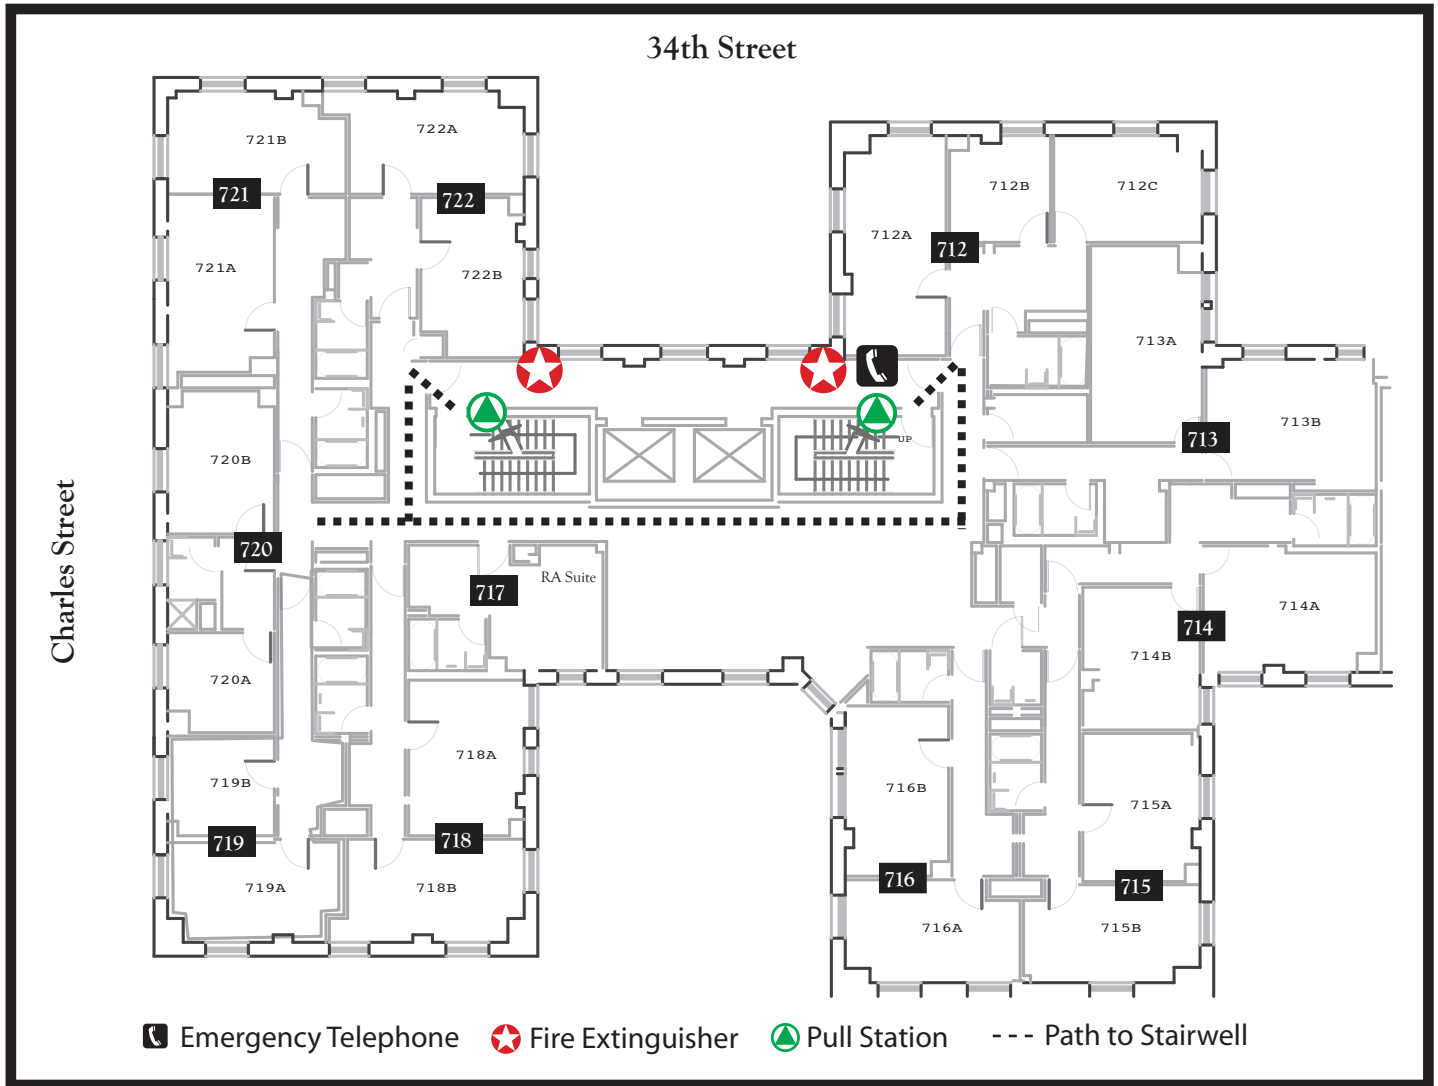 34th Street
721B
722A
721
722
721A
722B
712A
712B
712C
712
713A
713B
713
UP
720B
720
Charles Street
717
RA Suite
720A
714A
714
714B
719B
719
718A
718
719A
718B
716B
716
715A
715
716A
715B
Emergency Telephone
Fire Extinguisher
Pull Station
Path to Stairwell